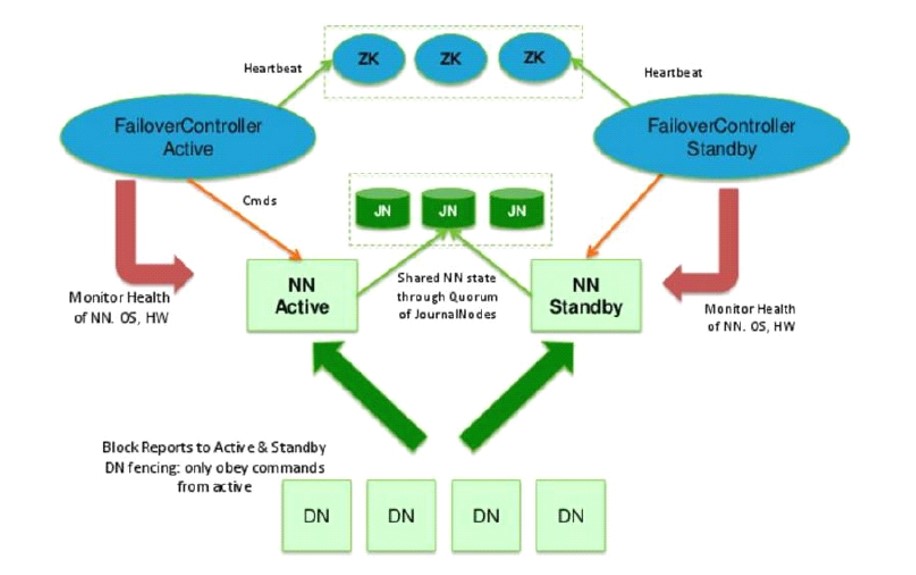 ZK
ZK
ZK
Heartbeat
Heartbeat
FailoverController
Active
FailoverController
Standby
Cmds
JN
JN
JN
NN
Active
Shared NN state
through Quorum
of JournalNodes
NN
Standby
Monitor Health
of NN. OS, HW
Monitor Health
of NN. OS, HW
Block Reports to Active & Standby
DN fencing: only obey commands
from active
DN
DN
DN
DN